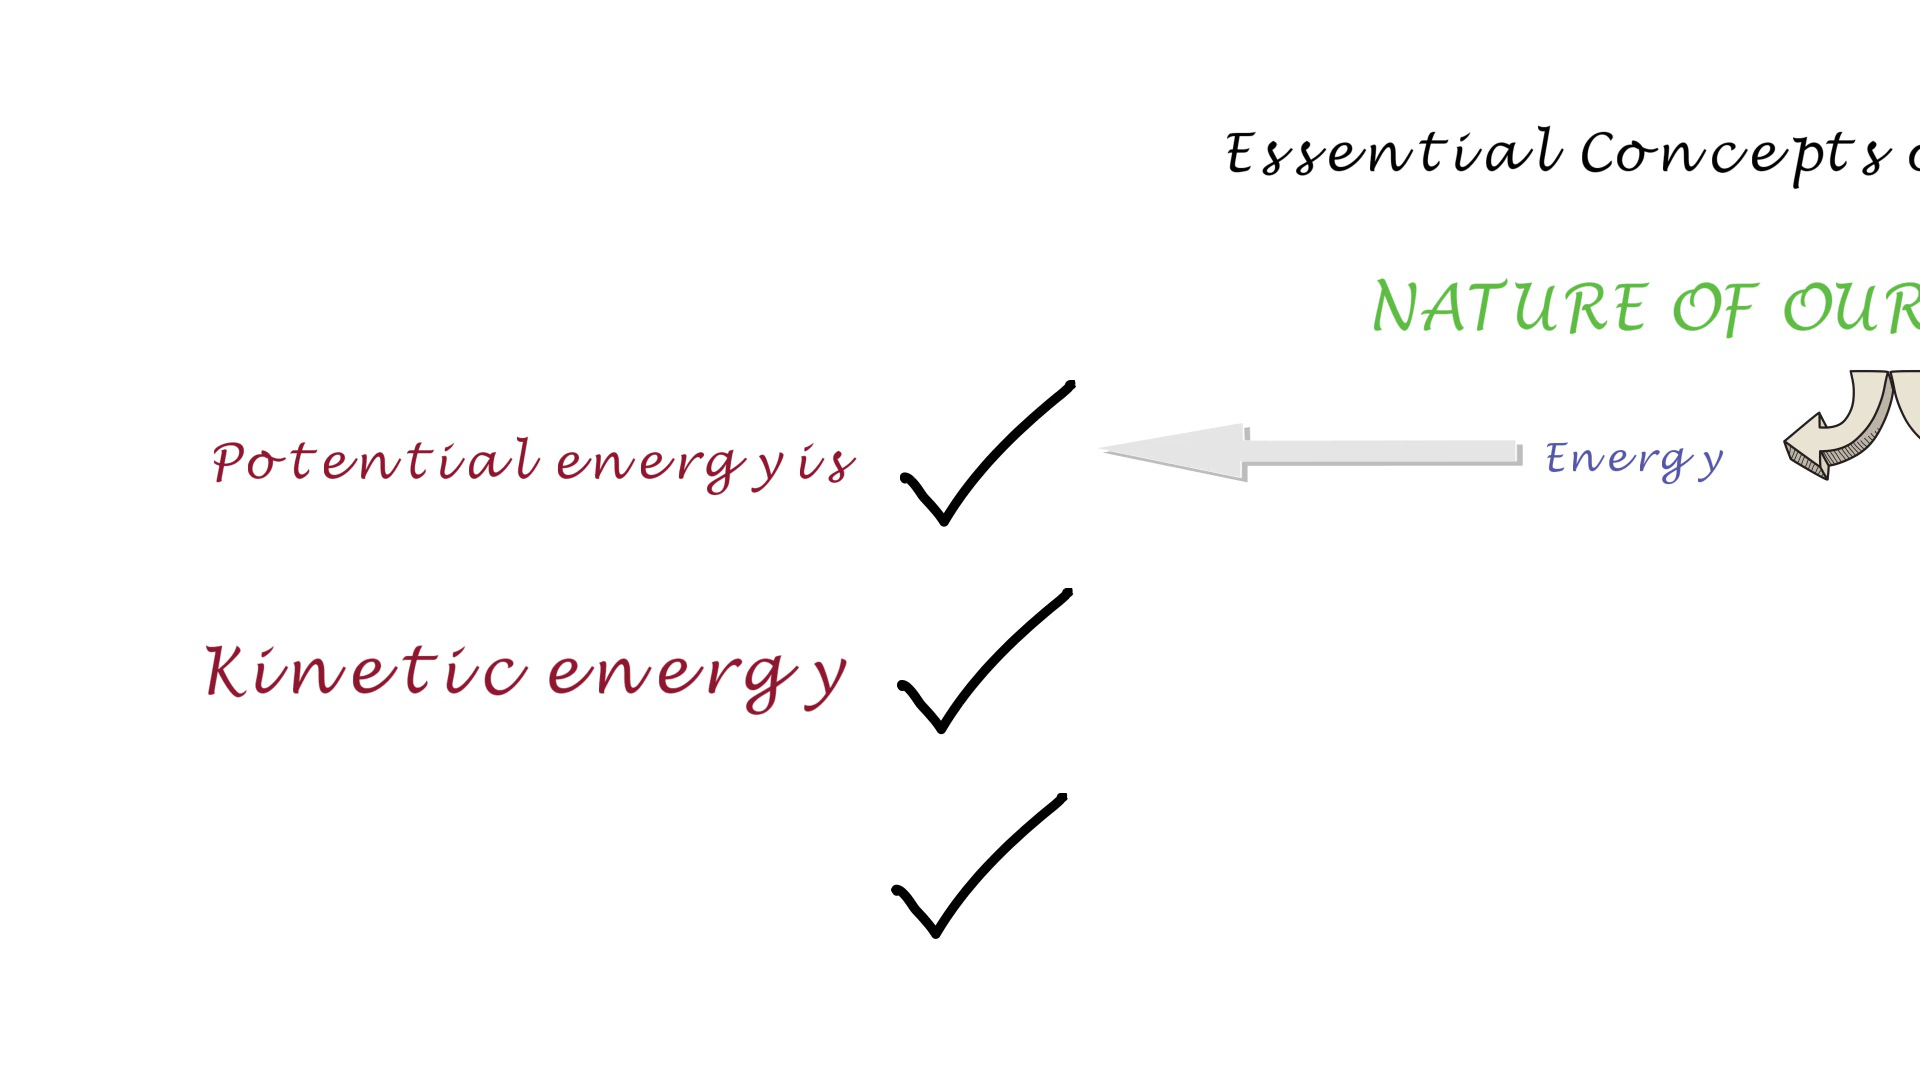 Essential Concepts
NATURE OF OUR
Potential energy is
Energy
Kinetic energy